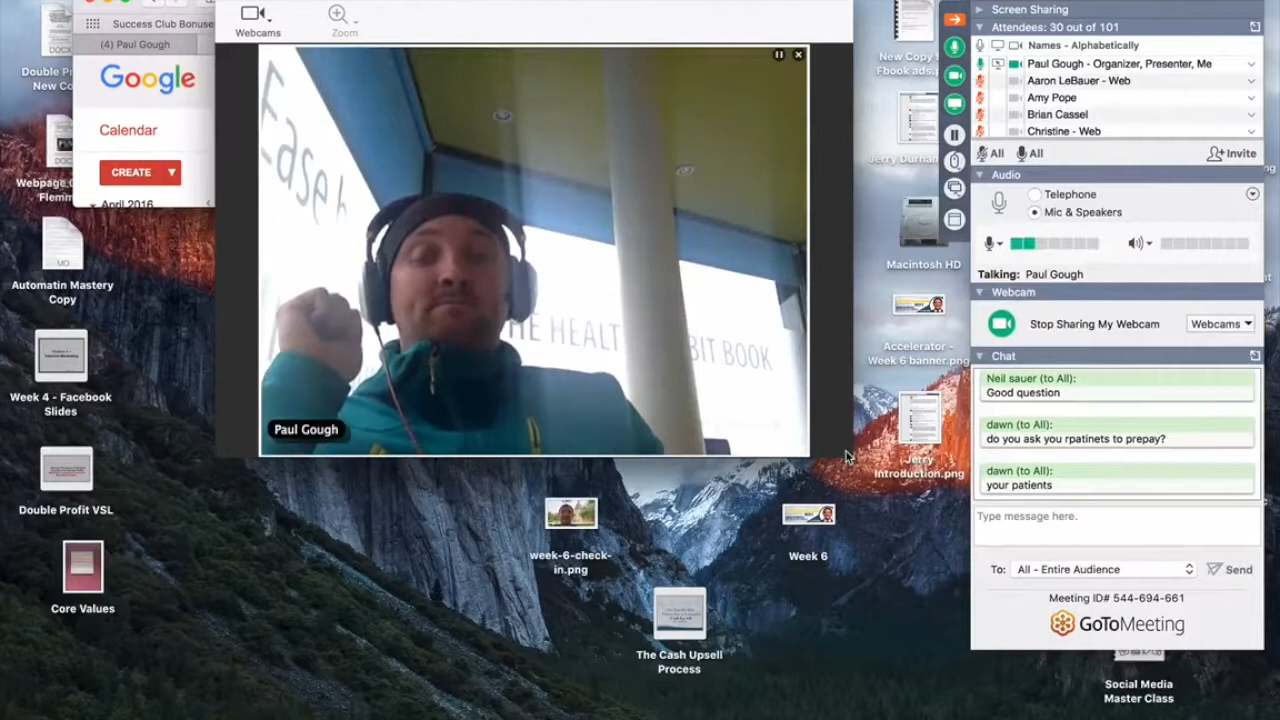 Success Club Bonuse
(4) Paul Gough
Google
Calendar
CREATE
April 2016
Double Pr
New Co
DOCX
Webpage C
Flemm
MD
Automatin Mastery
Copy
Week 4 - Facebook
Slides
Double Profit VSL
Core Values
Webcams
Zoom
Ease
THE HEALT
BIT BOOK
Paul Gough
week-6-check-
in.png
Week 6
The Cash Upsell
Process
New Copy
Fbook ads.
Jerry Durha
Macintosh HD
Accelerator -
Week 6 banner.png
Jerry
Introduction.png
Social Media
Master Class
Screen Sharing
Attendees: 30 out of 101
Names - Alphabetically
Paul Gough - Organizer, Presenter, Me
Aaron LeBauer - Web
Amy Pope
Brian Cassel
Christine - Web
All
All
Invite
Audio
Telephone
Mic & Speakers
Talking: Paul Gough
Webcam
Stop Sharing My Webcam
Webcams
Chat
Neil sauer (to All):
Good question
dawn (to All):
do you ask you rpatinets to prepay?
dawn (to All):
your patients
Type message here.
To: All - Entire Audience
Send
Meeting ID# 544-694-661
GoToMeeting